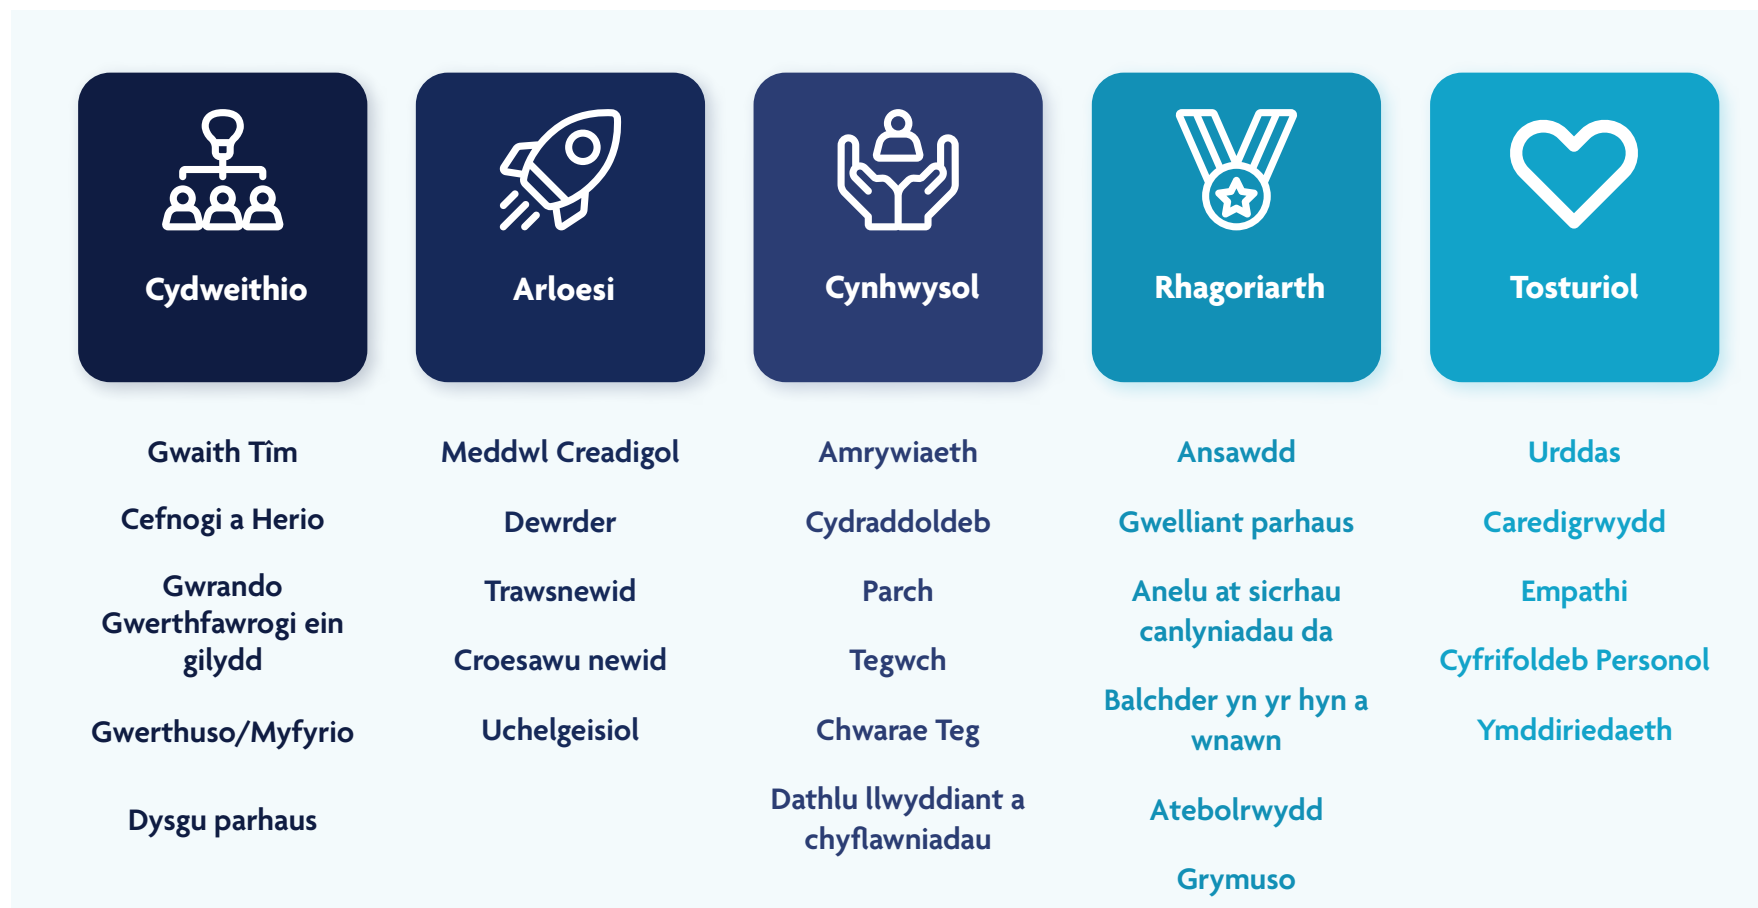 Cydweithio
Gwaith Tîm
Cefnogi a Herio
Gwrando
Gwerthfawrogi ein
gilydd
Gwerthuso/Myfyrio
Dysgu parhaus
Arloesi
Meddwl Creadigol
Dewrder
Trawsnewid
Croesawu newid
Uchelgeisiol
Cynhwysol
Amrywiaeth
Cydraddoldeb
Parch
Tegwch
Chwarae Teg
Dathlu llwyddiant a
chyflawniadau
Rhagoriarth
Ansawdd
Gwelliant parhaus
Anelu at sicrhau
canlyniadau da
Balchder yn yr hyn a
wnawn
Atebolrwydd
Grymuso
Tosturiol
Urddas
Caredigrwydd
Empathi
Cyfrifoldeb Personol
Ymddiriedaeth